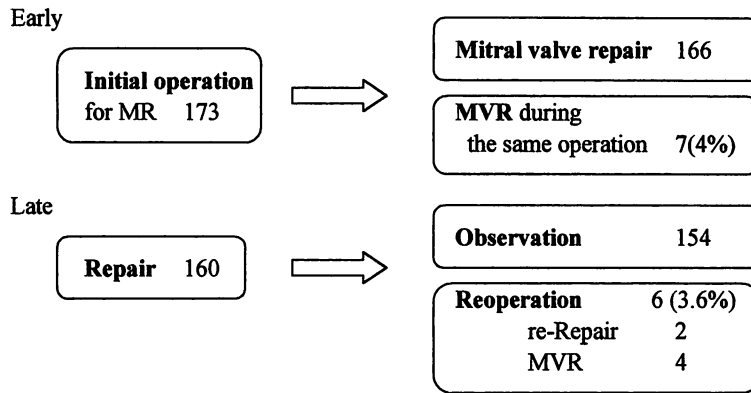 Early
Initial operation
for MR 173
Mitral valve repair 166
MVR during
the same operation 7(4%)
Late
Repair 160
Observation 154
Reoperation 6 (3.6%)
re-Repair 2
MVR 4